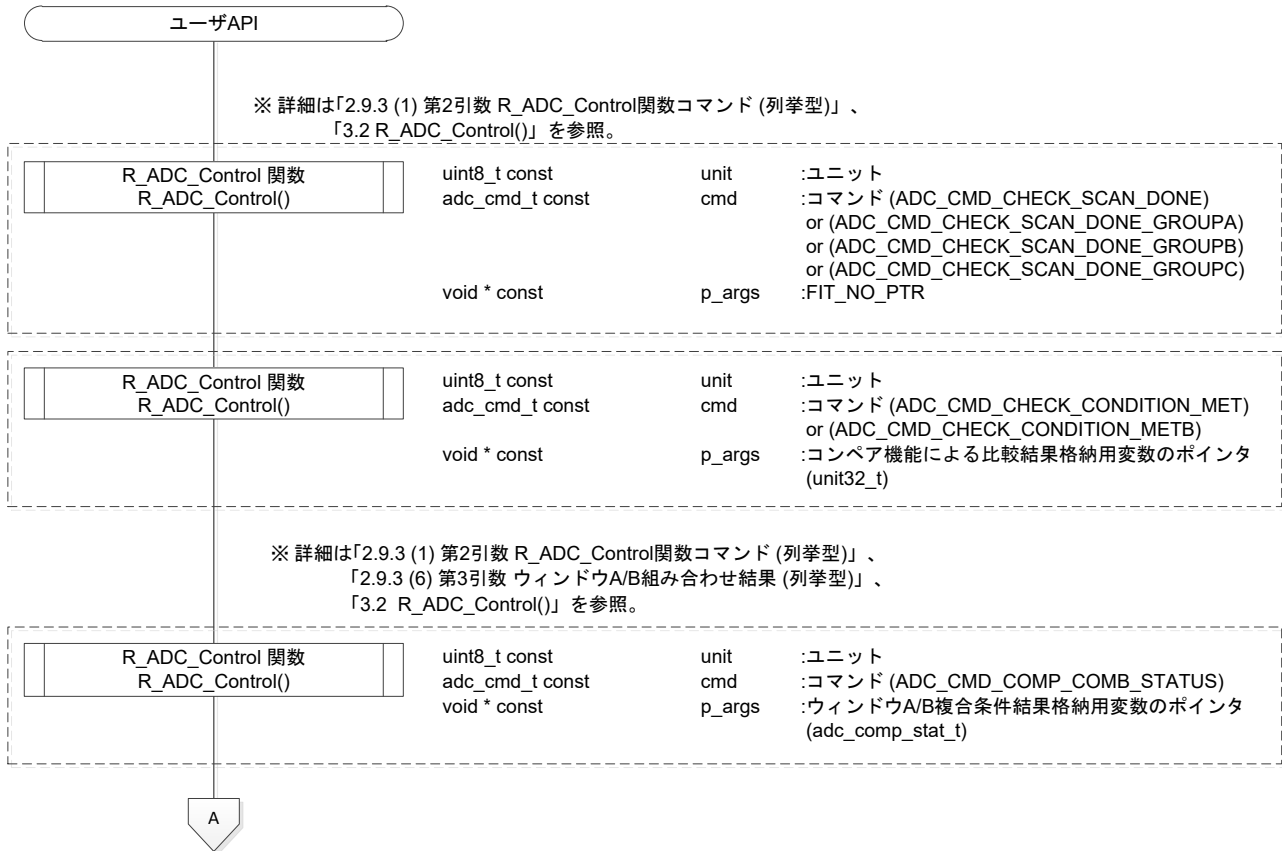 ユーザAPI
※ 詳細は「2.9.3 (1) 第2引数 R_ADC_Control関数コマンド (列挙型)」、
「3.2 R_ADC_Control()」を参照。
R_ADC_Control 関数
R_ADC_Control()
uint8_t const unit :ユニット
adc_cmd_t const cmd :コマンド (ADC_CMD_CHECK_SCAN_DONE)
or (ADC_CMD_CHECK_SCAN_DONE_GROUPA)
or (ADC_CMD_CHECK_SCAN_DONE_GROUPB)
or (ADC_CMD_CHECK_SCAN_DONE_GROUPC)
void * const p_args :FIT_NO_PTR
R_ADC_Control 関数
R_ADC_Control()
uint8_t const unit :ユニット
adc_cmd_t const cmd :コマンド (ADC_CMD_CHECK_CONDITION_MET)
or (ADC_CMD_CHECK_CONDITION_METB)
void * const p_args :コンペア機能による比較結果格納用変数のポインタ
(unit32_t)
※ 詳細は「2.9.3 (1) 第2引数 R_ADC_Control関数コマンド (列挙型)」、
「2.9.3 (6) 第3引数 ウィンドウA/B組み合わせ結果 (列挙型)」、
「3.2 R_ADC_Control()」を参照。
R_ADC_Control 関数
R_ADC_Control()
uint8_t const unit :ユニット
adc_cmd_t const cmd :コマンド (ADC_CMD_COMP_COMB_STATUS)
void * const p_args :ウィンドウA/B複合条件結果格納用変数のポインタ
(adc_comp_stat_t)
A